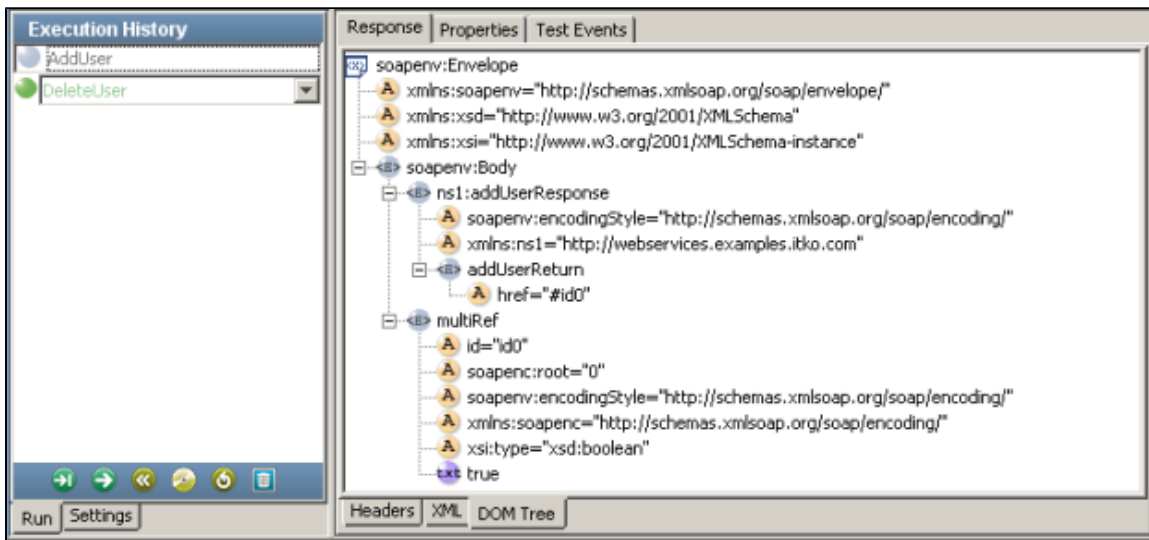 Execution History
AddUser
DeleteUser
Run
Settings
Response
Properties
Test Events
soapenv:Envelope
A xmlns:soapenv="http://schemas.xmlsoap.org/soap/envelope/"
A xmlns:xsd="http://www.w3.org/2001/XMLSchema"
A xmlns:xsi="http://www.w3.org/2001/XMLSchema-instance"
<E> soapenv:Body
<E> ns1:addUserResponse
A soapenv:encodingStyle="http://schemas.xmlsoap.org/soap/encoding/"
A xmlns:ns1="http://webservices.examples.itko.com"
<E> addUserReturn
A href="#id0"
<E> multiRef
A id="id0"
A soapenc:root="0"
A soapenv:encodingStyle="http://schemas.xmlsoap.org/soap/encoding/"
A xmlns:soapenc="http://schemas.xmlsoap.org/soap/encoding/"
A xsi:type="xsd:boolean"
txt true
Headers
XML
DOM Tree